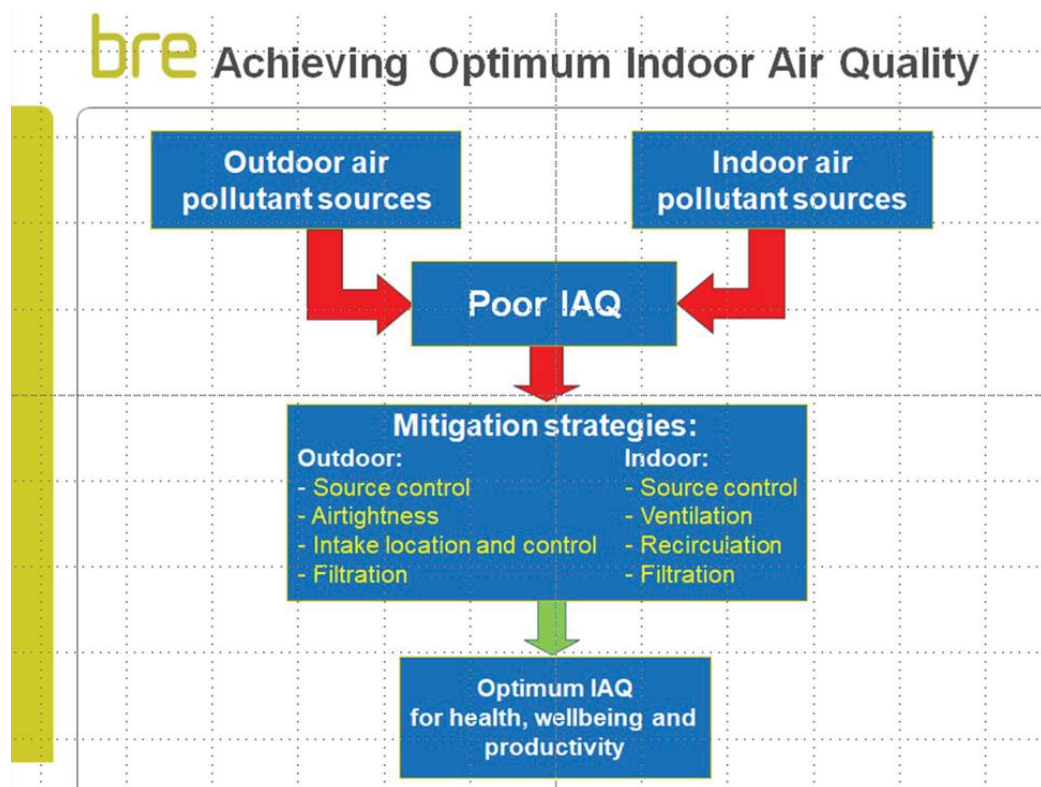 bre Achieving Optimum Indoor Air Quality
Outdoor air
pollutant sources
Indoor air
pollutant sources
Poor IAQ
Mitigation strategies:
Outdoor:
- Source control
- Airtightness
- Intake location and control
- Filtration
Indoor:
- Source control
- Ventilation
- Recirculation
- Filtration
Optimum IAQ
for health, wellbeing and
productivity